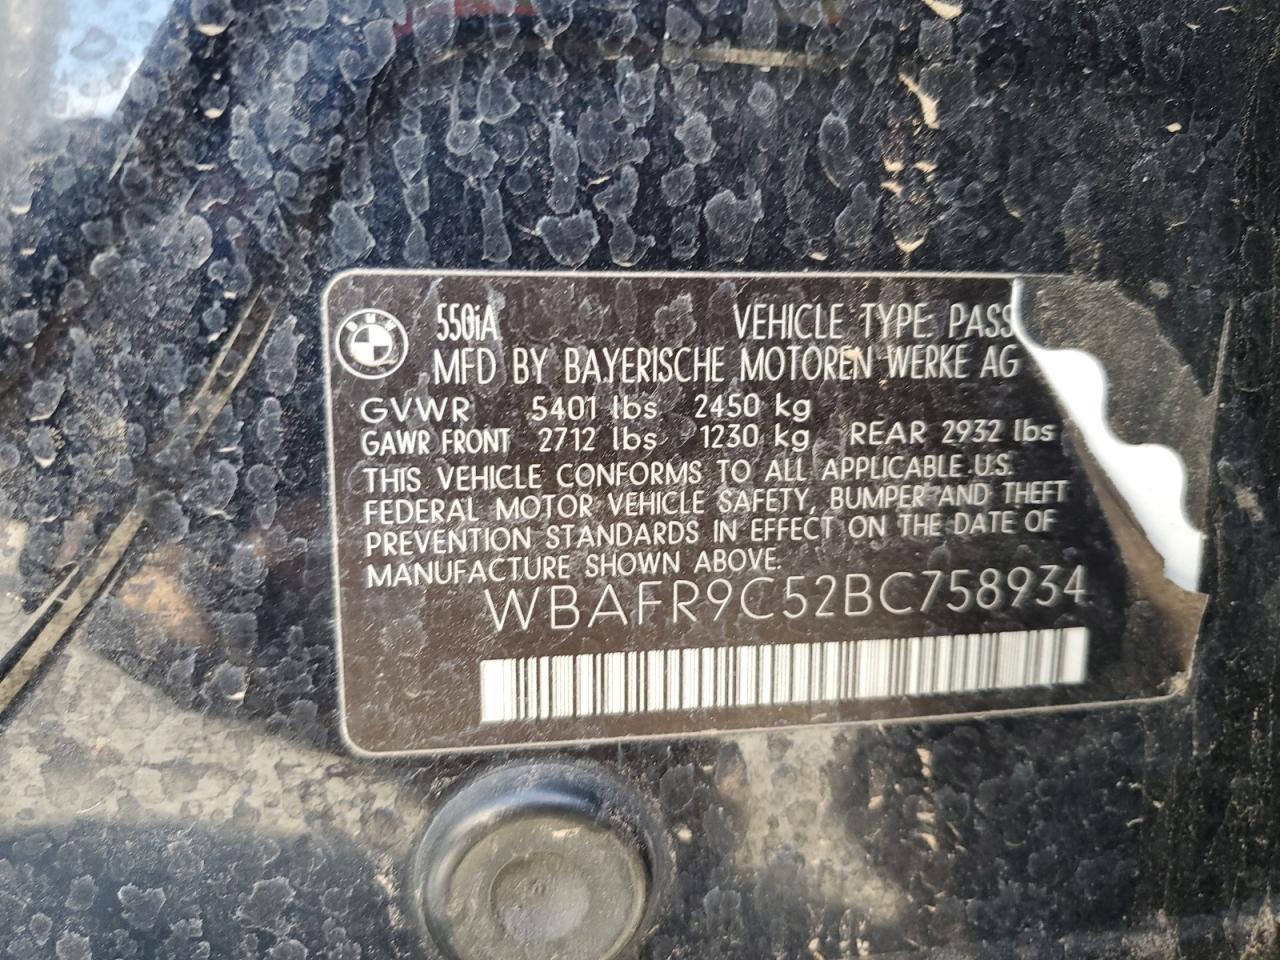 BMW
550iA VEHICLE TYPE: PASS
MFD BY BAYERISCHE MOTOREN WERKE AG
GVWR 5401 lbs 2450 kg
GAWR FRONT 2712 lbs 1230 kg REAR 2932 lbs
THIS VEHICLE CONFORMS TO ALL APPLICABLE U.S.
FEDERAL MOTOR VEHICLE SAFETY, BUMPER AND THEFT
PREVENTION STANDARDS IN EFFECT ON THE DATE OF
MANUFACTURE SHOWN ABOVE.
WBAFR9C52BC758934